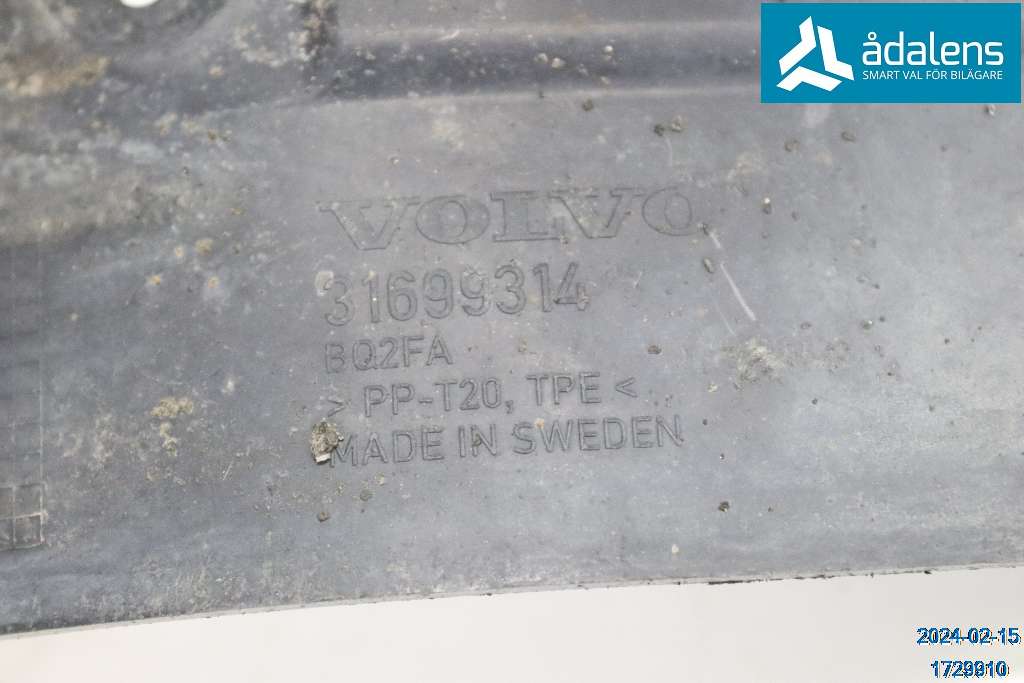 ådalens
SMART VAL FÖR BILÄGARE
VOLVO
31699314
BQ2FA
> PP-T20, TPE <
MADE IN SWEDEN
2024-02-15
1729910